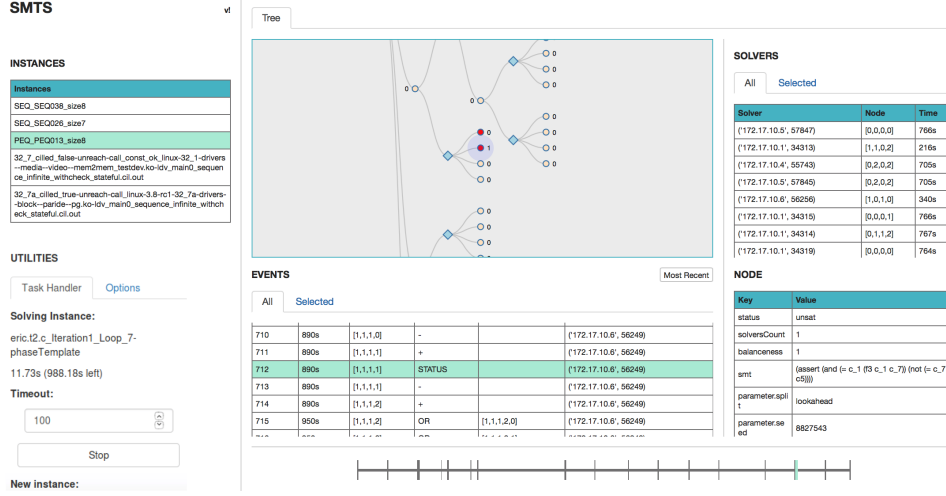 SMTS
v!
INSTANCES
Instances
SEQ_SEQ038_size8
SEQ_SEQ026_size7
PEQ_PEQ013_size8
32_7_cilled_false-unreach-call_const_ok_linux-32_1-drivers
--media--video--mem2mem_testdev.ko-ldv_main0_sequen
ce_infinite_withcheck_stateful.cil.out
32_7a_cilled_true-unreach-call_linux-3.8-rc1-32_7a-drivers-
-block--paride--pg.ko-ldv_main0_sequence_infinite_withch
eck_stateful.cil.out
UTILITIES
Task Handler Options
Solving Instance:
eric.t2.c_Iteration1_Loop_7-
phaseTemplate
11.73s (988.18s left)
Timeout:
100
Stop
New instance:
Tree
0
0
0
0
0
0
0
0
0
0
0
1
0
0
0
0
0
0
EVENTS
Most Recent
All Selected
710 890s [1,1,1,0] - ('172.17.10.6', 56249)
711 890s [1,1,1,1] + ('172.17.10.6', 56249)
712 890s [1,1,1,1] STATUS ('172.17.10.6', 56249)
713 890s [1,1,1,1] - ('172.17.10.6', 56249)
714 890s [1,1,1,2] + ('172.17.10.6', 56249)
715 950s [1,1,1,2] OR [1,1,1,2,0] ('172.17.10.6', 56249)
SOLVERS
All Selected
Solver Node Time
('172.17.10.5', 57847) [0,0,0,0] 766s
('172.17.10.1', 34313) [1,1,0,2] 216s
('172.17.10.4', 55743) [0,2,0,2] 705s
('172.17.10.5', 57845) [0,2,0,2] 705s
('172.17.10.6', 56256) [1,0,1,0] 340s
('172.17.10.1', 34315) [0,0,0,1] 766s
('172.17.10.1', 34314) [0,1,1,2] 767s
('172.17.10.1', 34319) [0,0,0,0] 764s
NODE
Key Value
status unsat
solversCount 1
balanceness 1
smt (assert (and (= c_1 (f3 c_1 c_7)) (not (= c_7
c5))))
parameter.spli
t lookahead
parameter.se
ed 8827543